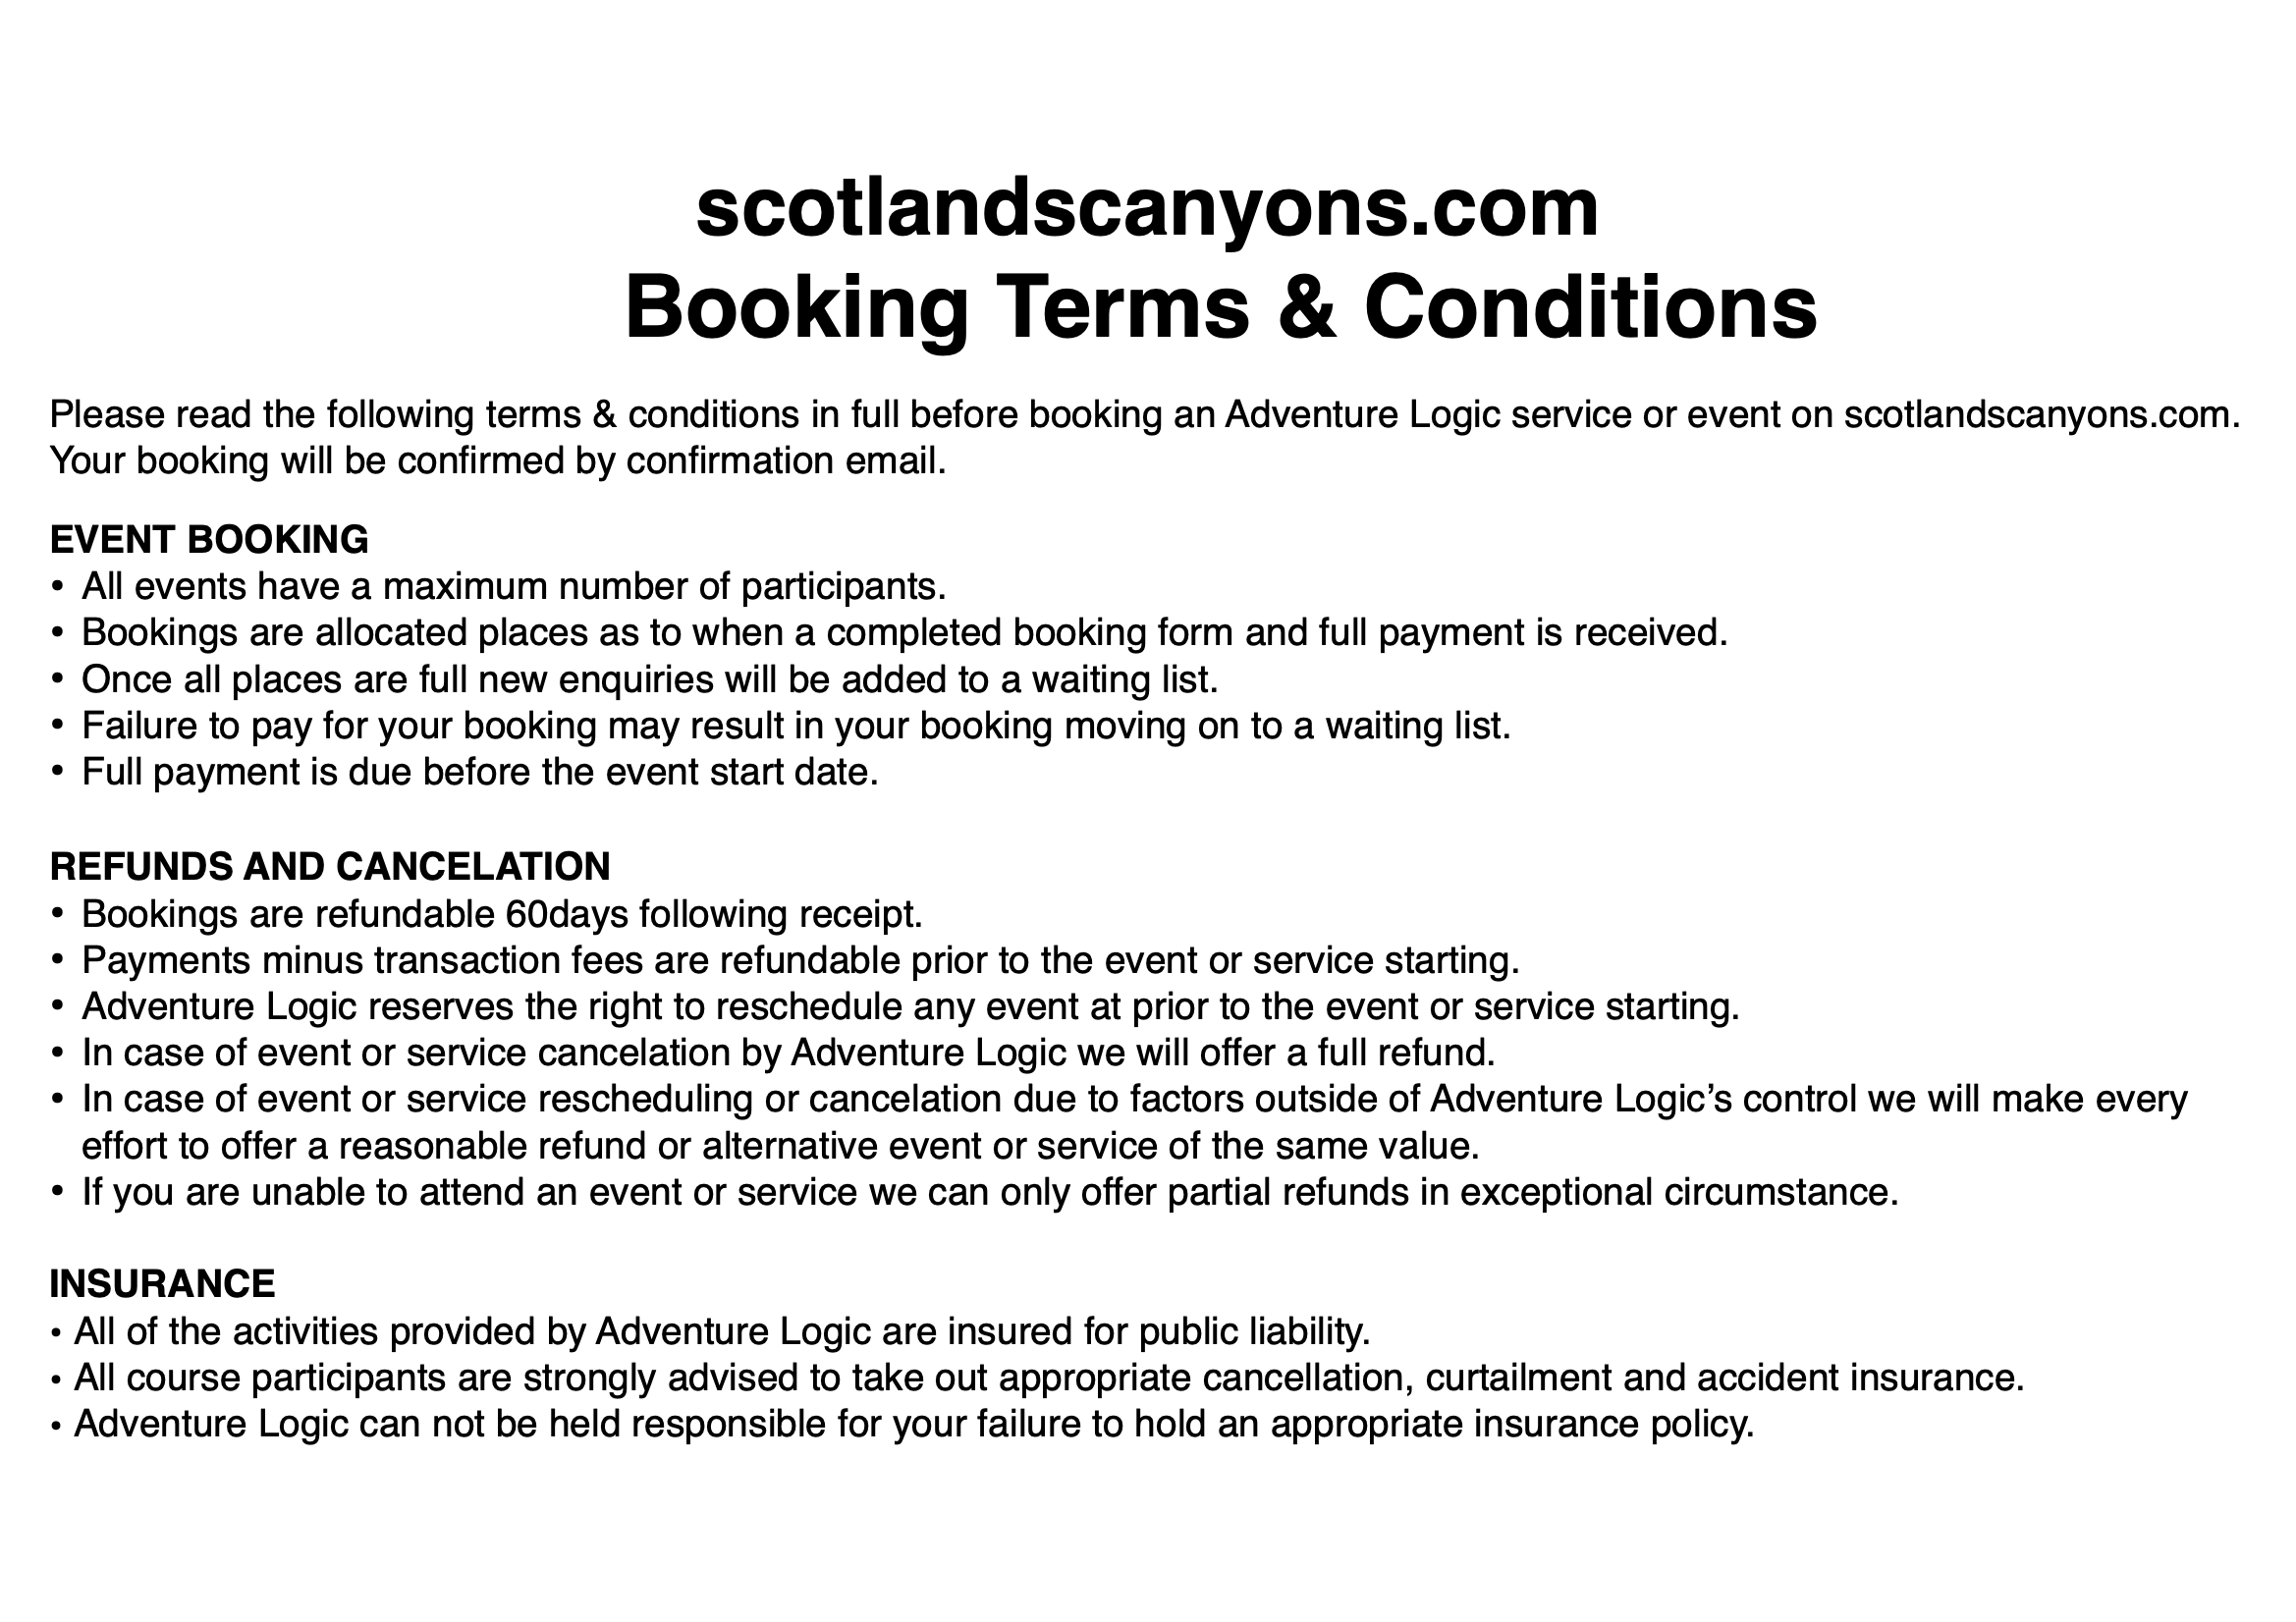 scotlandscanyons.com
Booking Terms & Conditions
Please read the following terms & conditions in full before booking an Adventure Logic service or event on scotlandscanyons.com.
Your booking will be confirmed by confirmation email.
EVENT BOOKING
• All events have a maximum number of participants.
• Bookings are allocated places as to when a completed booking form and full payment is received.
• Once all places are full new enquiries will be added to a waiting list.
• Failure to pay for your booking may result in your booking moving on to a waiting list.
• Full payment is due before the event start date.
REFUNDS AND CANCELATION
• Bookings are refundable 60days following receipt.
• Payments minus transaction fees are refundable prior to the event or service starting.
• Adventure Logic reserves the right to reschedule any event at prior to the event or service starting.
• In case of event or service cancelation by Adventure Logic we will offer a full refund.
• In case of event or service rescheduling or cancelation due to factors outside of Adventure Logic’s control we will make every
effort to offer a reasonable refund or alternative event or service of the same value.
• If you are unable to attend an event or service we can only offer partial refunds in exceptional circumstance.
INSURANCE
• All of the activities provided by Adventure Logic are insured for public liability.
• All course participants are strongly advised to take out appropriate cancellation, curtailment and accident insurance.
• Adventure Logic can not be held responsible for your failure to hold an appropriate insurance policy.